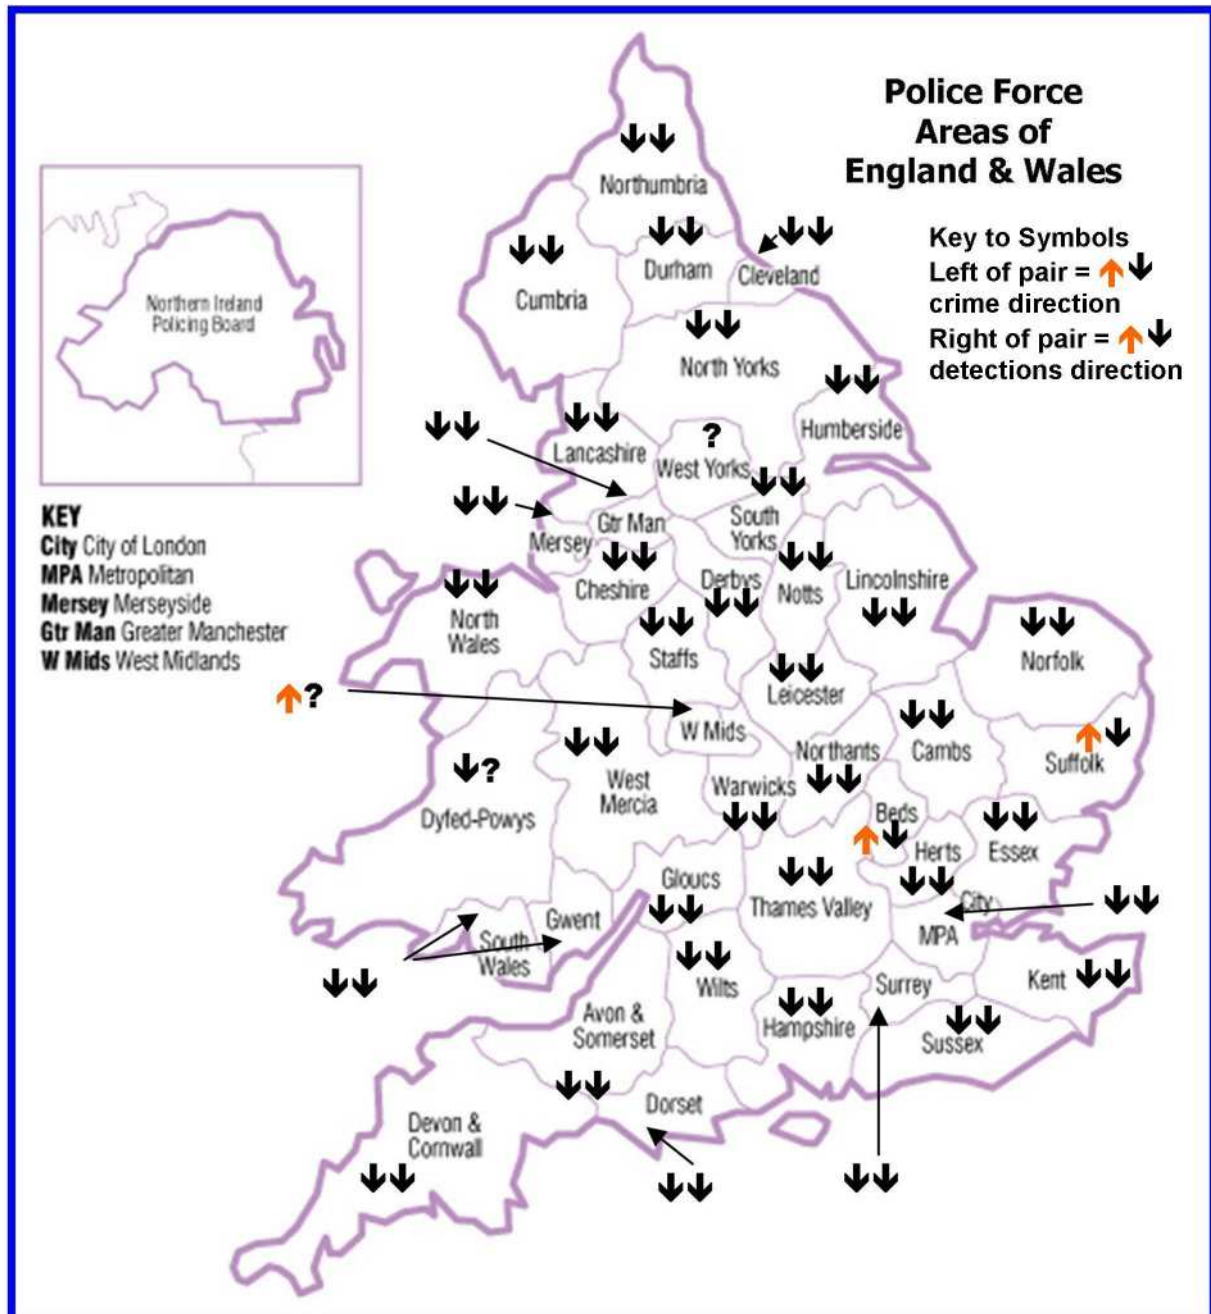 Police Force
Areas of
England & Wales
Key to Symbols
Left of pair = ↑↓
crime direction
Right of pair = ↑↓
detections direction
Northern Ireland
Policing Board
KEY
City City of London
MPA Metropolitan
Mersey Merseyside
Gtr Man Greater Manchester
W Mids West Midlands
↓↓
Northumbria
↓↓
Durham
↓↓
Cleveland
↓↓
Cumbria
↓↓
North Yorks
↓↓
Humberside
↓↓
Lancashire
?
West Yorks
↓↓
Gtr Man
↓↓
Mersey
↓↓
South
Yorks
↓↓
Cheshire
Derbys
↓↓
↓↓
Notts
Lincolnshire
↓↓
↓↓
North
Wales
↓↓
Staffs
↓↓
Leicester
↓↓
Norfolk
↑?
W Mids
↓↓
West
Mercia
Northants
↓↓
↓↓
Cambs
↑↓
Suffolk
↓?
Dyfed-Powys
Warwicks
↓↓
Beds
↑↓
Herts
↓↓
↓↓
Essex
Gloucs
↓↓
↓↓
Thames Valley
City
MPA
↓↓
Gwent
South
Wales
↓↓
↓↓
Wilts
Surrey
↓↓
Kent ↓↓
Avon &
Somerset
↓↓
↓↓
Hampshire
↓↓
Sussex
Dorset
↓↓
Devon &
Cornwall
↓↓